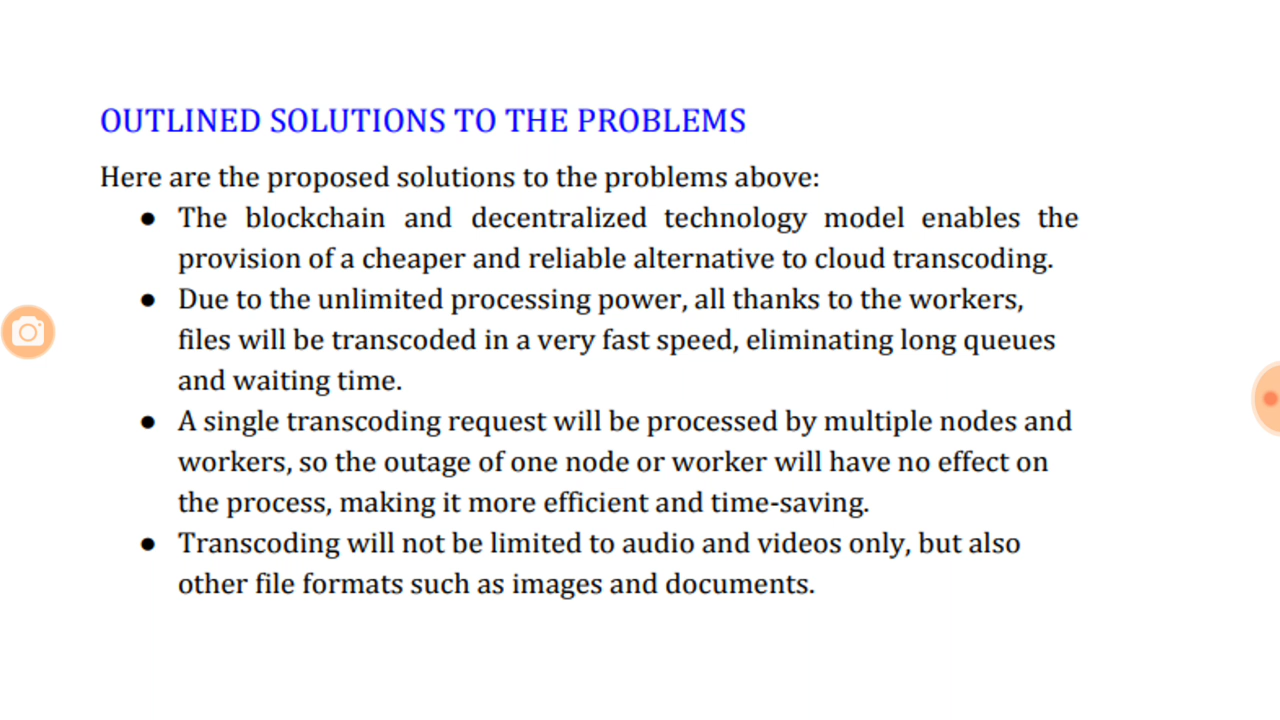 OUTLINED SOLUTIONS TO THE PROBLEMS
Here are the proposed solutions to the problems above:
● The blockchain and decentralized technology model enables the
provision of a cheaper and reliable alternative to cloud transcoding.
● Due to the unlimited processing power, all thanks to the workers,
files will be transcoded in a very fast speed, eliminating long queues
and waiting time.
● A single transcoding request will be processed by multiple nodes and
workers, so the outage of one node or worker will have no effect on
the process, making it more efficient and time-saving.
● Transcoding will not be limited to audio and videos only, but also
other file formats such as images and documents.